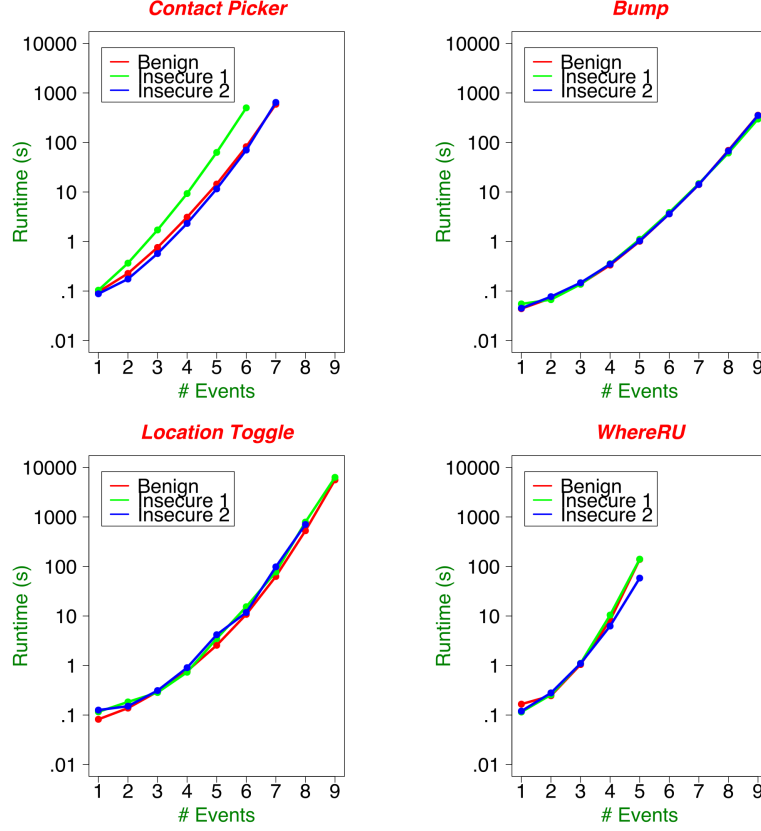 Contact Picker
10000
1000
100
10
1
.1
.01
Runtime (s)
Benign
Insecure 1
Insecure 2
1 2 3 4 5 6 7 8 9
# Events
Bump
10000
1000
100
10
1
.1
.01
Runtime (s)
Benign
Insecure 1
Insecure 2
1 2 3 4 5 6 7 8 9
# Events
Location Toggle
10000
1000
100
10
1
.1
.01
Runtime (s)
Benign
Insecure 1
Insecure 2
1 2 3 4 5 6 7 8 9
# Events
WhereRU
10000
1000
100
10
1
.1
.01
Runtime (s)
Benign
Insecure 1
Insecure 2
1 2 3 4 5 6 7 8 9
# Events